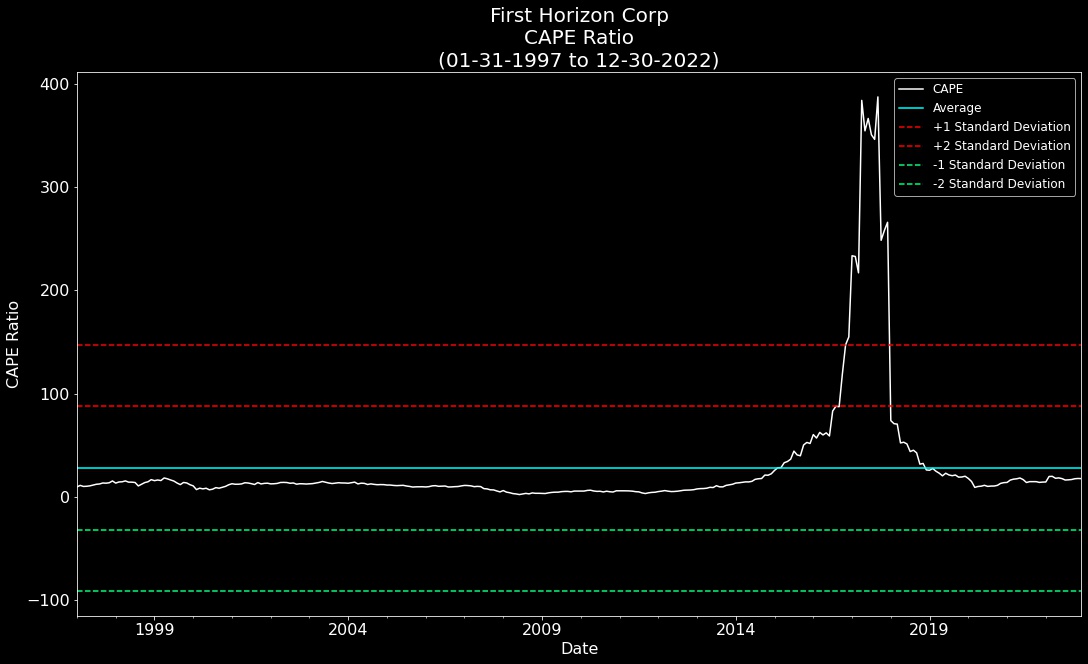 First Horizon Corp
CAPE Ratio
(01-31-1997 to 12-30-2022)
CAPE
Average
+1 Standard Deviation
+2 Standard Deviation
-1 Standard Deviation
-2 Standard Deviation
CAPE Ratio
400
300
200
100
0
−100
1999
2004
2009
2014
2019
Date